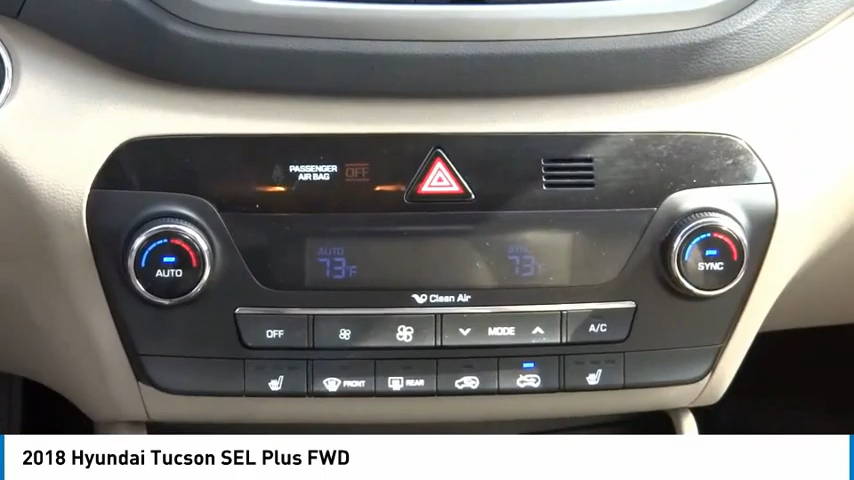 PASSENGER
AIR BAG OFF
AUTO
73°F
SYNC
73°F
AUTO
SYNC
Clean Air
OFF
MODE
A/C
FRONT
REAR
2018 Hyundai Tucson SEL Plus FWD